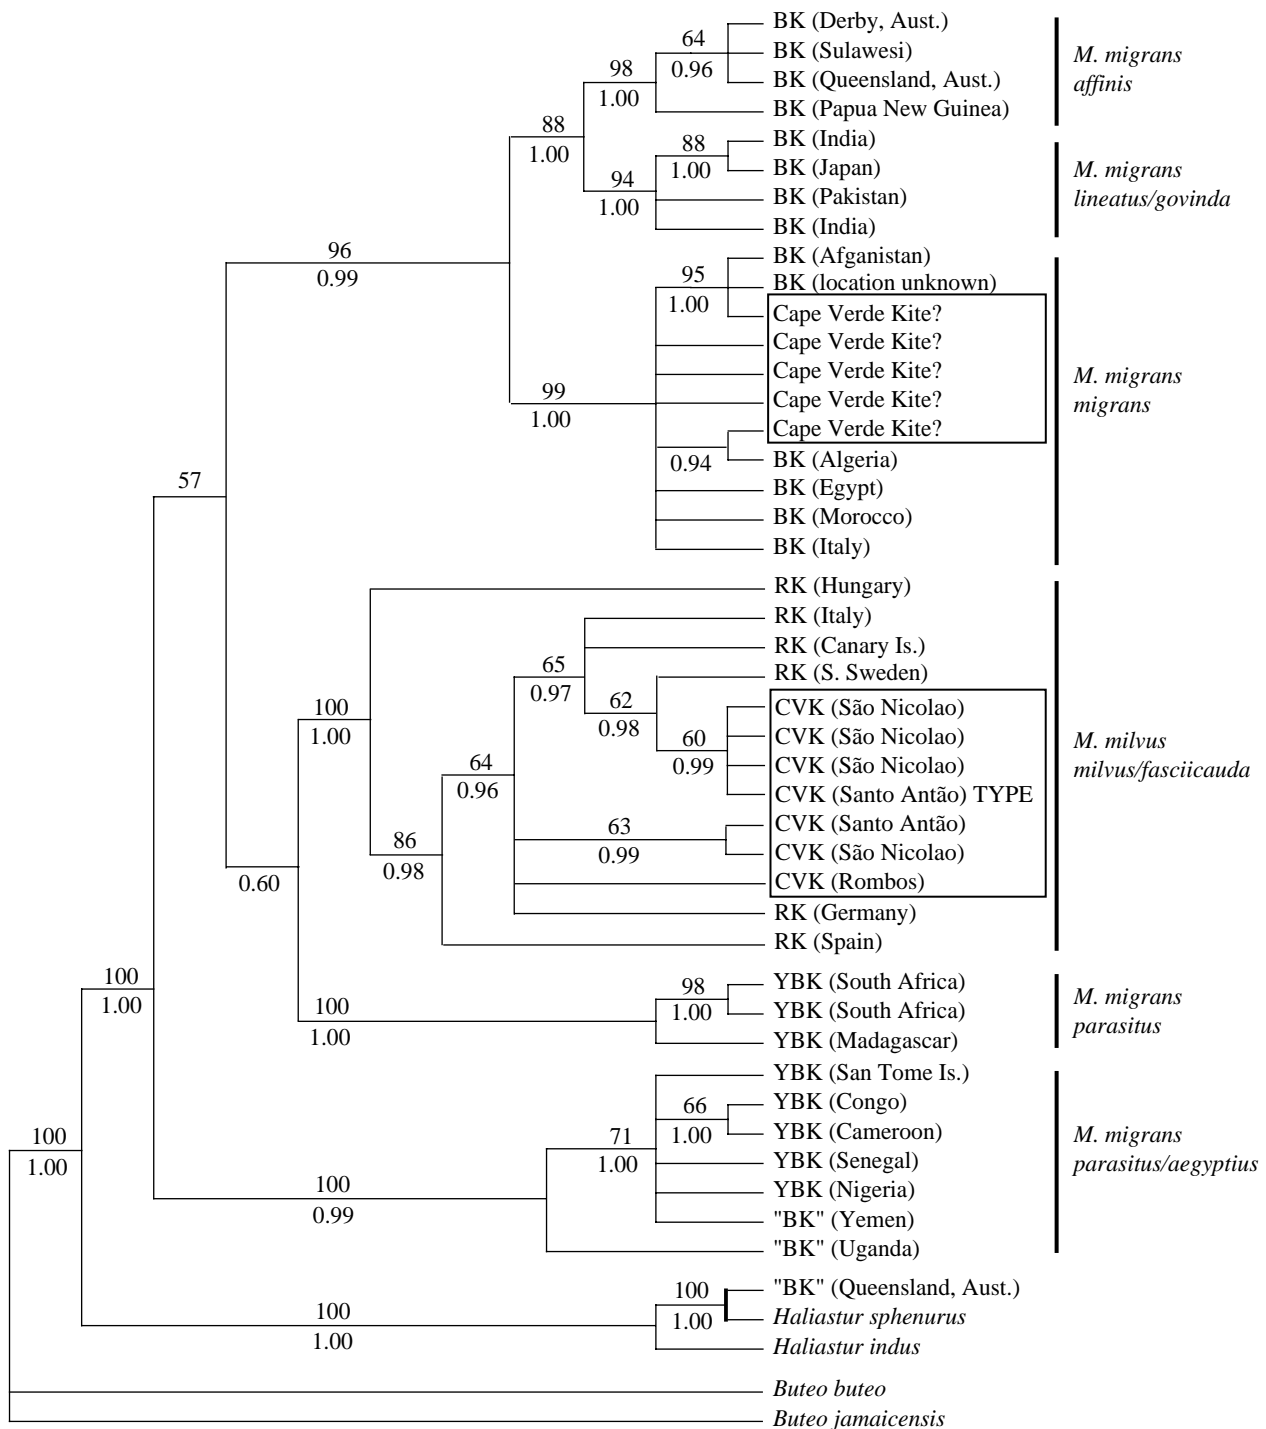 BK (Derby, Aust.)
BK (Sulawesi)
BK (Queensland, Aust.)
BK (Papua New Guinea)
64
0.96
98
1.00
88
1.00
M. migrans
affinis
BK (India)
BK (Japan)
BK (Pakistan)
BK (India)
88
1.00
94
1.00
M. migrans
lineatus/govinda
96
0.99
BK (Afganistan)
BK (location unknown)
Cape Verde Kite?
Cape Verde Kite?
Cape Verde Kite?
Cape Verde Kite?
Cape Verde Kite?
BK (Algeria)
BK (Egypt)
BK (Morocco)
BK (Italy)
95
1.00
99
1.00
0.94
M. migrans
migrans
57
RK (Hungary)
RK (Italy)
RK (Canary Is.)
RK (S. Sweden)
CVK (São Nicolao)
CVK (São Nicolao)
CVK (São Nicolao)
CVK (Santo Antão) TYPE
CVK (Santo Antão)
CVK (São Nicolao)
CVK (Rombos)
RK (Germany)
RK (Spain)
65
0.97
62
0.98
100
1.00
60
0.99
64
0.96
63
0.99
86
0.98
0.60
M. milvus
milvus/fasciicauda
YBK (South Africa)
YBK (South Africa)
YBK (Madagascar)
98
1.00
100
1.00
100
1.00
M. migrans
parasitus
YBK (San Tome Is.)
YBK (Congo)
YBK (Cameroon)
YBK (Senegal)
YBK (Nigeria)
"BK" (Yemen)
"BK" (Uganda)
66
1.00
71
1.00
100
1.00
100
0.99
M. migrans
parasitus/aegyptius
"BK" (Queensland, Aust.)
Haliastur sphenurus
Haliastur indus
100
1.00
100
1.00
Buteo buteo
Buteo jamaicensis